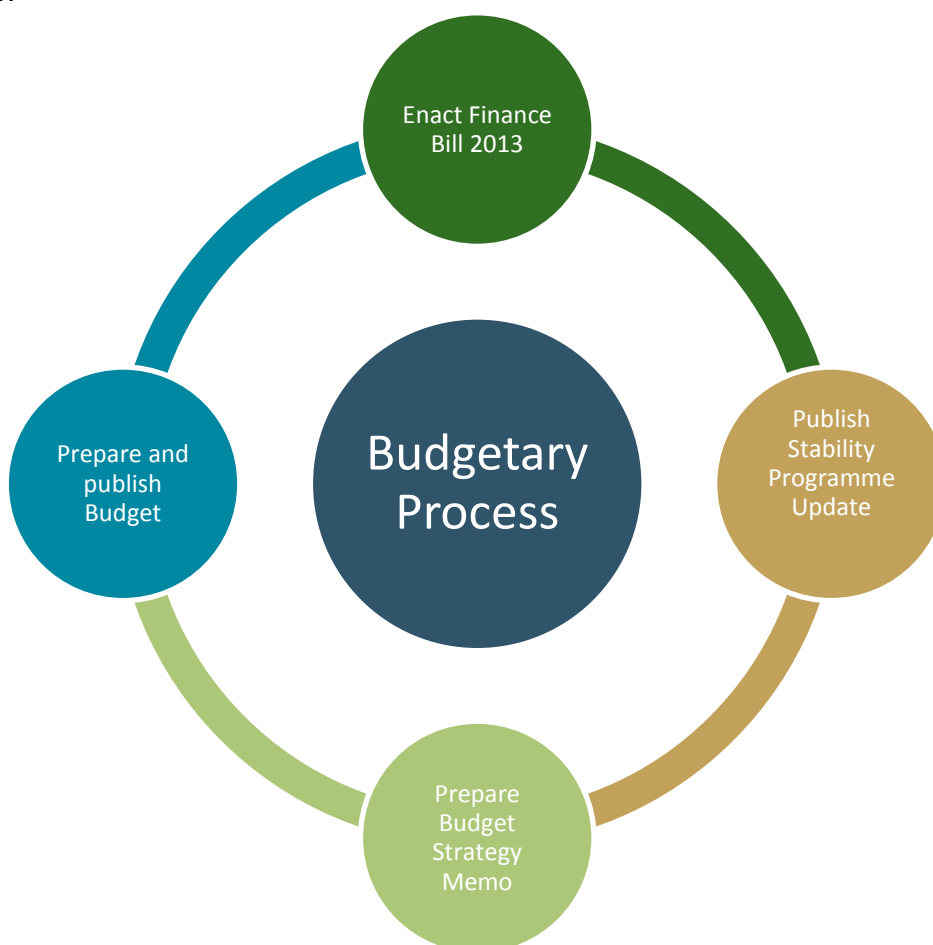 Enact Finance
Bill 2013
Publish
Stability
Programme
Update
Budgetary
Process
Prepare and
publish
Budget
Prepare
Budget
Strategy
Memo